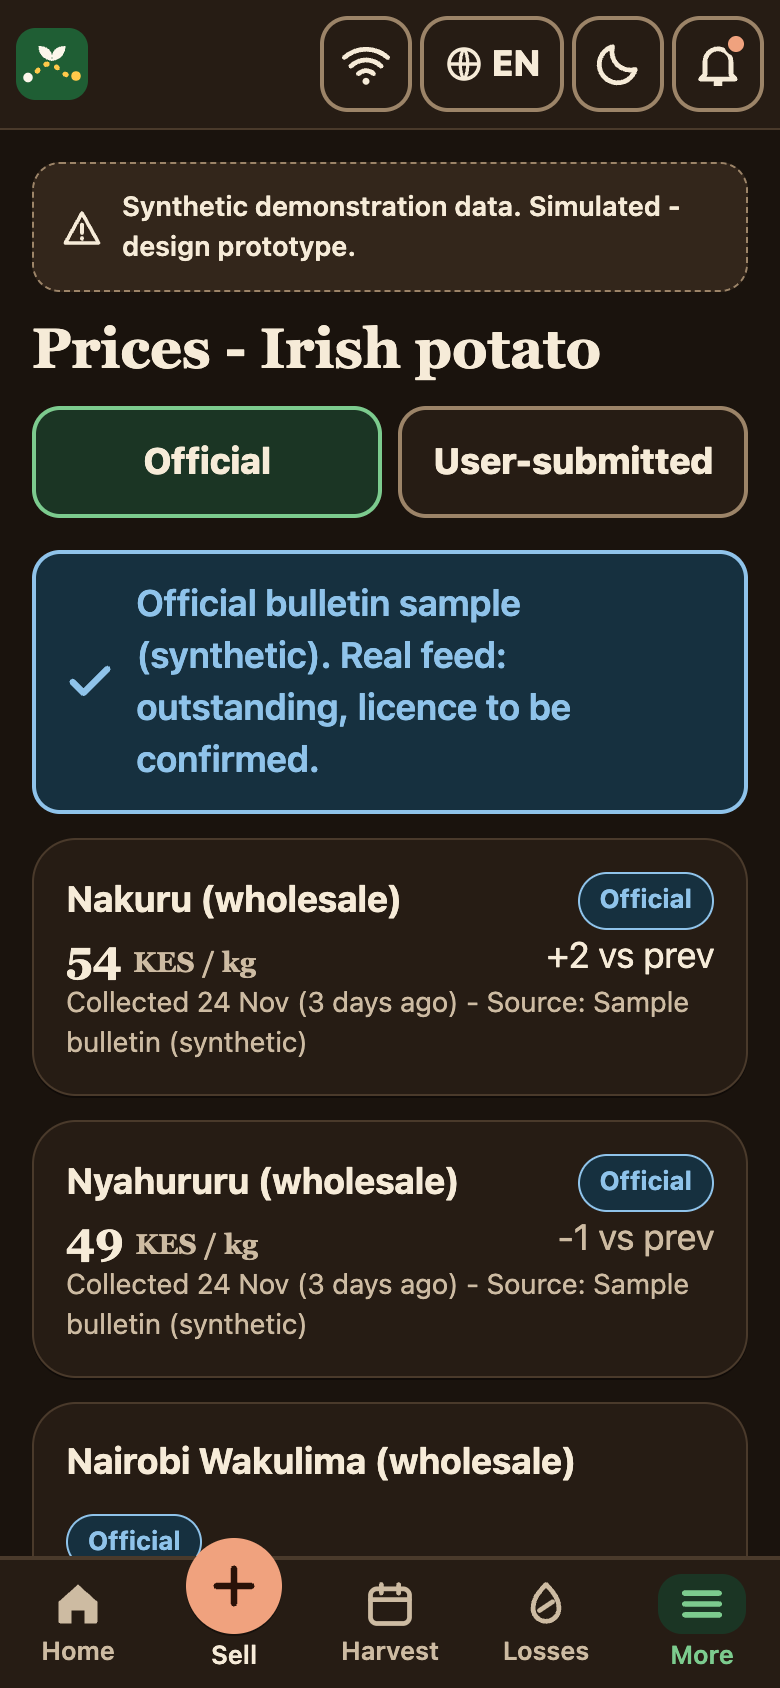 EN
Synthetic demonstration data. Simulated -
design prototype.
Prices - Irish potato
Official
User-submitted
Official bulletin sample
(synthetic). Real feed:
outstanding, licence to be
confirmed.
Nakuru (wholesale)
Official
54 KES / kg
+2 vs prev
Collected 24 Nov (3 days ago) - Source: Sample
bulletin (synthetic)
Nyahururu (wholesale)
Official
49 KES / kg
-1 vs prev
Collected 24 Nov (3 days ago) - Source: Sample
bulletin (synthetic)
Nairobi Wakulima (wholesale)
Official
Home
Sell
Harvest
Losses
More